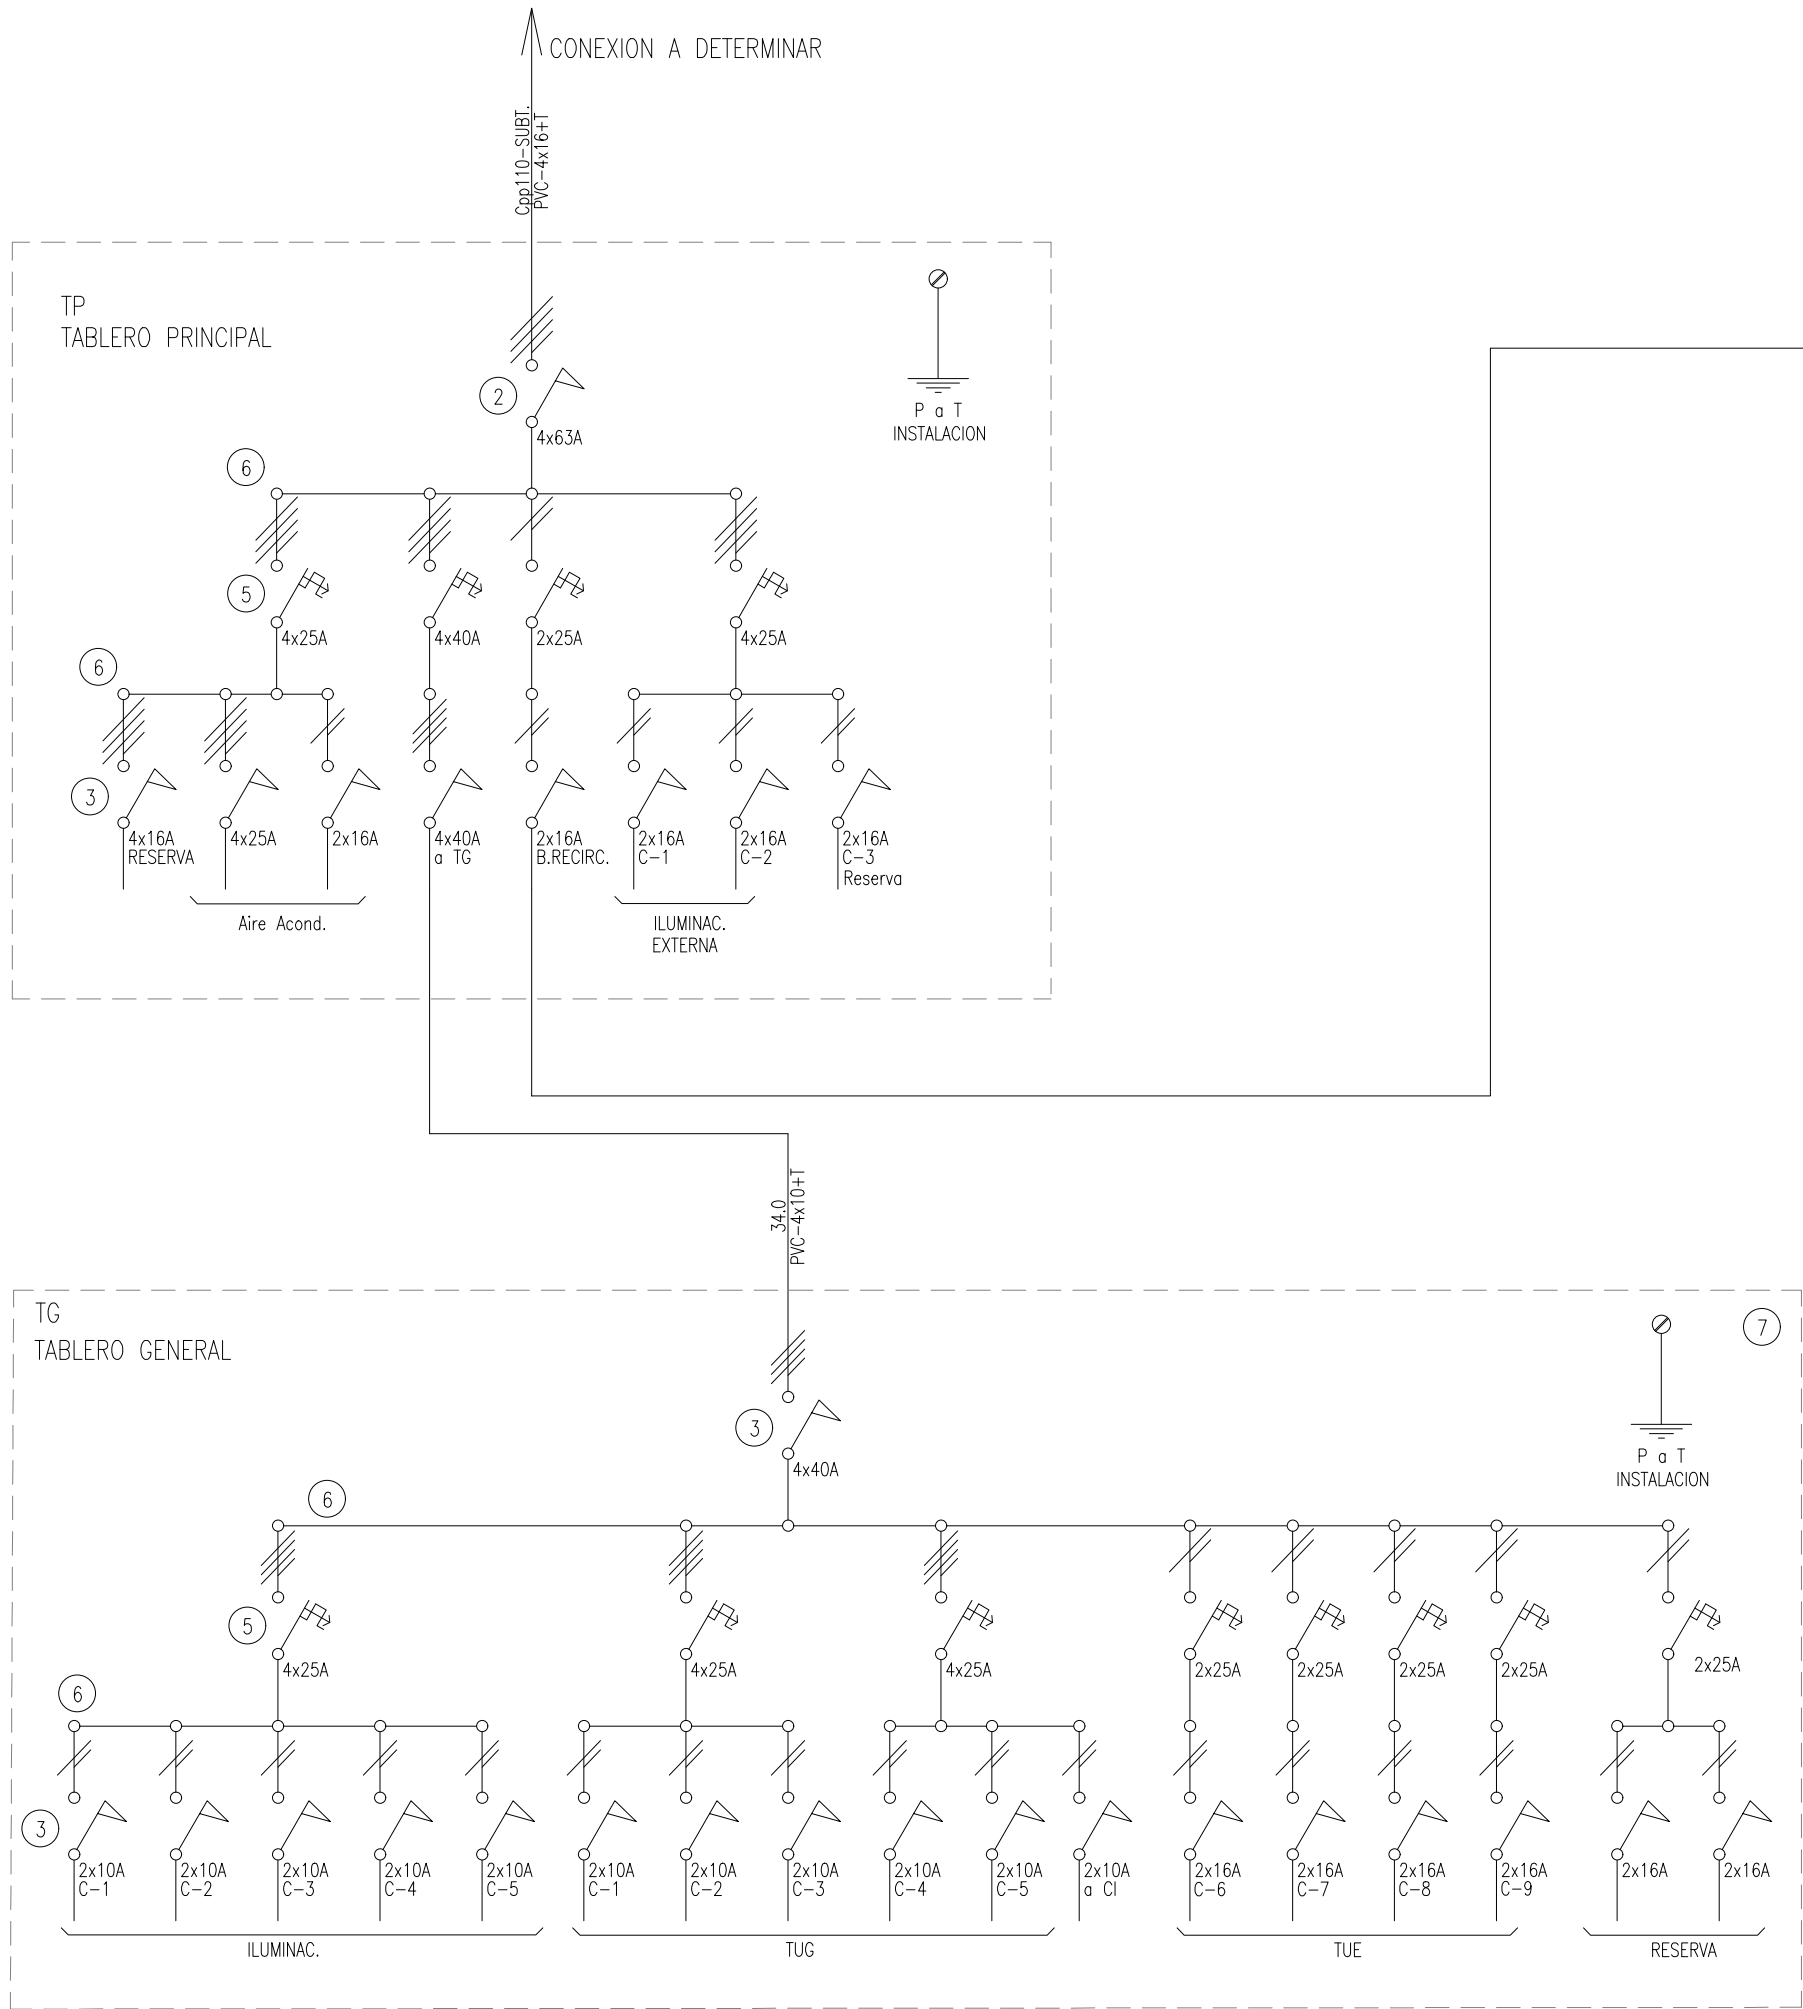 CONEXION A DETERMINAR
Cpp110-SUBT.
PVC-4x16+T
TP
TABLERO PRINCIPAL
P a T
INSTALACION
2
4x63A
6
5
4x25A
4x40A
2x25A
4x25A
6
3
4x16A
RESERVA
4x25A
2x16A
4x40A
a TG
2x16A
B.RECIRC.
2x16A
C-1
2x16A
C-2
2x16A
C-3
Reserva
Aire Acond.
ILUMINAC.
EXTERNA
34.0
PVC-4x10+T
TG
TABLERO GENERAL
7
P a T
INSTALACION
3
4x40A
6
5
4x25A
4x25A
4x25A
2x25A
2x25A
2x25A
2x25A
2x25A
6
3
2x10A
C-1
2x10A
C-2
2x10A
C-3
2x10A
C-4
2x10A
C-5
2x10A
C-1
2x10A
C-2
2x10A
C-3
2x10A
C-4
2x10A
C-5
2x10A
a CI
2x16A
C-6
2x16A
C-7
2x16A
C-8
2x16A
C-9
2x16A
2x16A
ILUMINAC.
TUG
TUE
RESERVA